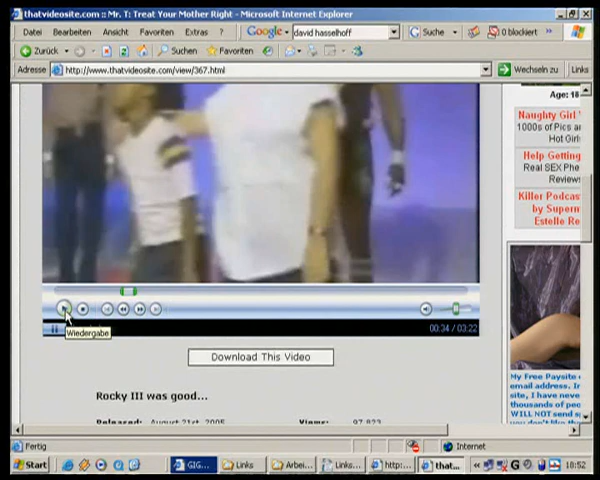 thatvideosite.com :: Mr. T: Treat Your Mother Right - Microsoft Internet Explorer
Datei Bearbeiten Ansicht Favoriten Extras ?
Google david hasselhoff Suche 0 blockiert
Zurück Suchen Favoriten
Adresse http://www.thatvideosite.com/view/367.html Wechseln zu Links
Age: 18
Naughty Girl
1000s of Pics
Hot Girl
Help Getting
Real SEX
Review
Killer Podcas
by Supern
Estelle Re
Wiedergabe
00:34 / 03:22
Download This Video
Rocky III was good...
Released: August 21st, 2005 Views: 97,823
My Free Paysite
email address. I
site, I have neve
thousands of
WILL NOT send
Fertig Internet
Start GIG... Links Arbei... Links... http:... that... 18:52